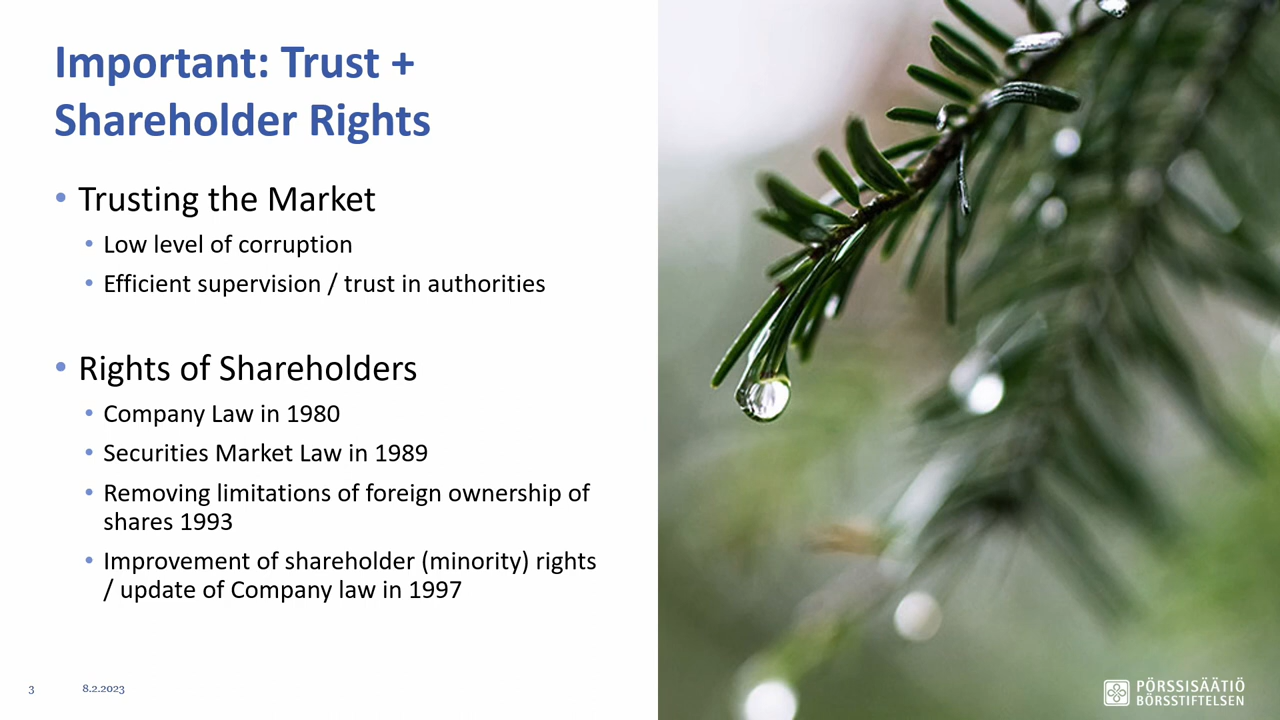 Important: Trust +
Shareholder Rights
• Trusting the Market
• Low level of corruption
• Efficient supervision / trust in authorities
• Rights of Shareholders
• Company Law in 1980
• Securities Market Law in 1989
• Removing limitations of foreign ownership of
shares 1993
• Improvement of shareholder (minority) rights
/ update of Company law in 1997
3 8.2.2023
PÖRSSISÄÄTIÖ
BÖRSSTIFTELSEN